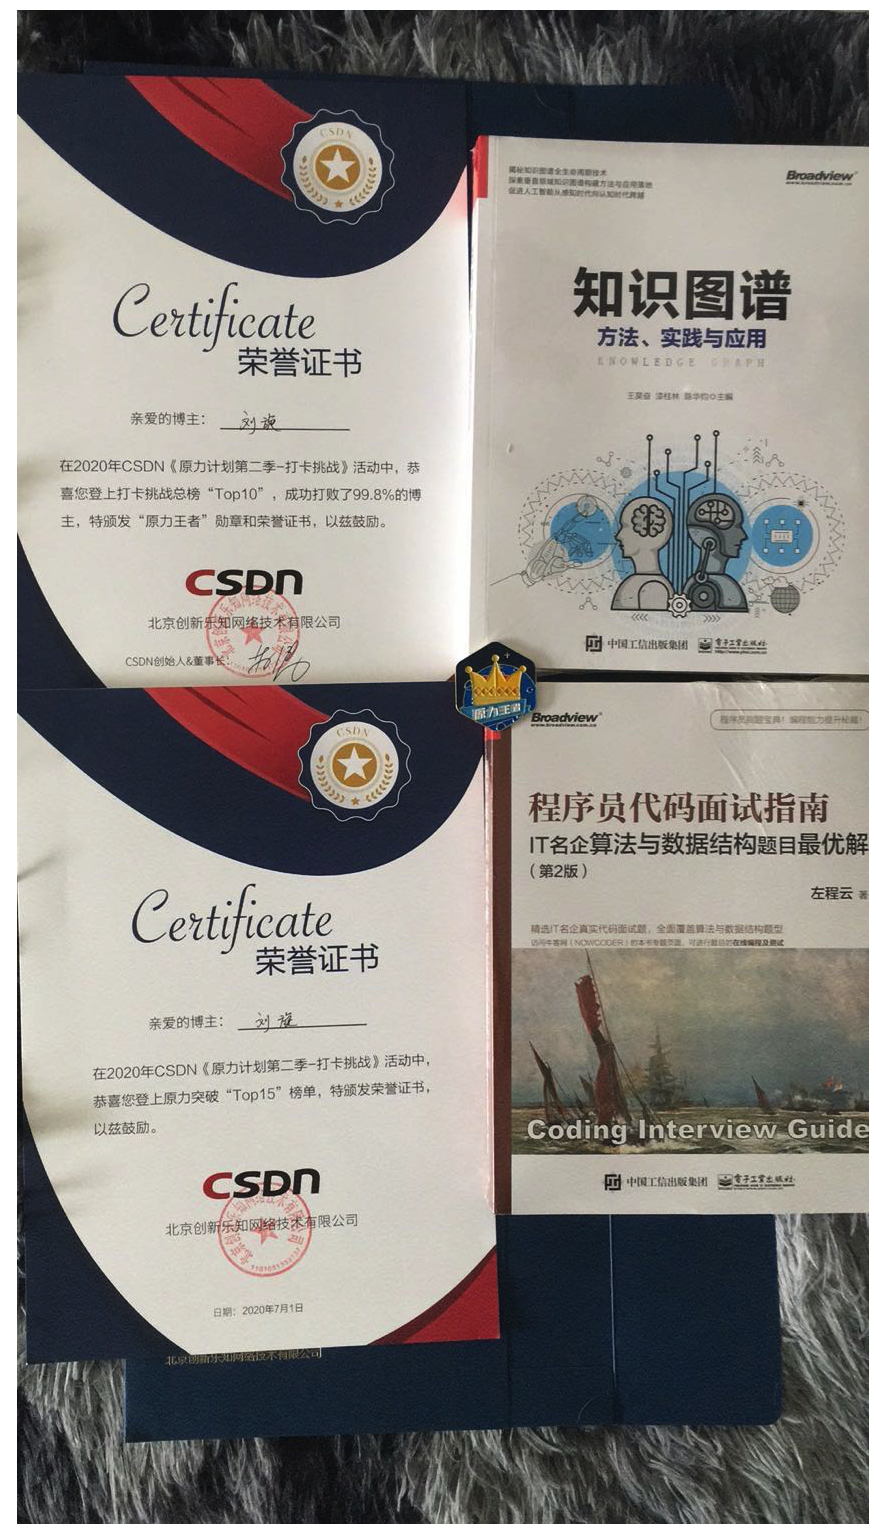 CSDN
Certificate
荣誉证书
亲爱的博主： 刘旋
在2020年CSDN《原力计划第二季-打卡挑战》活动中，恭
喜您登上打卡挑战总榜“Top10”，成功打败了99.8%的博
主，特颁发“原力王者”勋章和荣誉证书，以兹鼓励。
CSDN
北京创新乐知网络技术有限公司
CSDN创始人&董事长：
揭秘知识图谱全生命周期技术
探索垂直领域知识图谱构建方法与应用落地
促进人工智能从感知时代向认知时代跨越
Broadview®
www.broadview.com.cn
知识图谱
方法、实践与应用
KNOWLEDGE GRAPH
王昊奋 漆桂林 陈华钧◎主编
中国工信出版集团 电子工业出版社
原力王者
CSDN
Certificate
荣誉证书
亲爱的博主： 刘旋
在2020年CSDN《原力计划第二季-打卡挑战》活动中，
恭喜您登上原力突破“Top15”榜单，特颁发荣誉证书，
以兹鼓励。
CSDN
北京创新乐知网络技术有限公司
日期：2020年7月1日
北京创新乐知网络技术有限公司
Broadview®
www.broadview.com.cn
程序员刷题宝典！编程能力提升秘籍！
程序员代码面试指南
IT名企算法与数据结构题目最优解
（第2版）
左程云 著
精选IT名企真实代码面试题，全面覆盖算法与数据结构题型
访问牛客网（NOWCODER）的本书专题页面，可进行题目的在线编程及测试
Coding Interview Guide
中国工信出版集团 电子工业出版社